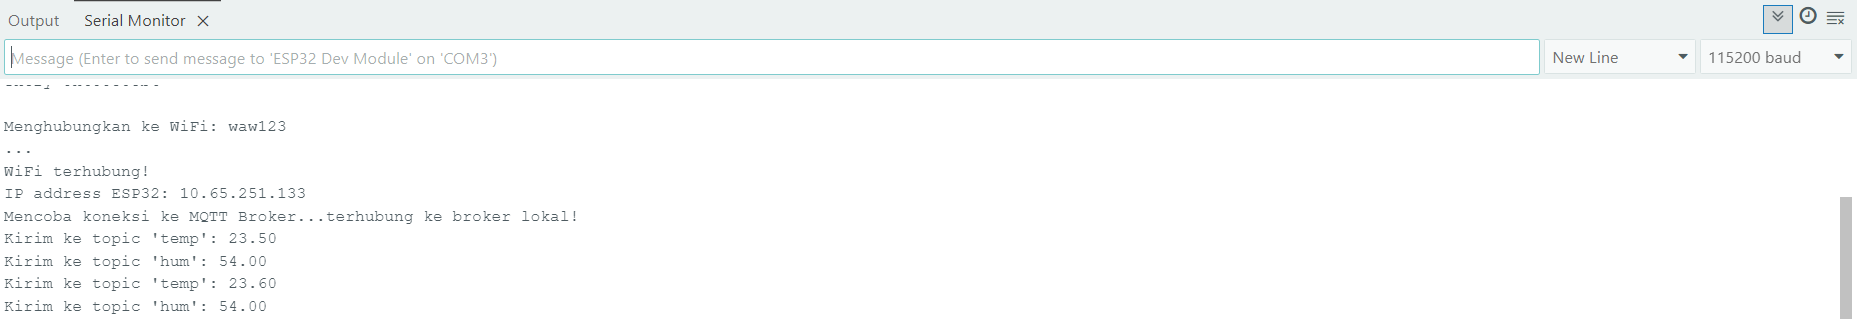 Output Serial Monitor
Message (Enter to send message to 'ESP32 Dev Module' on 'COM3')
New Line
115200 baud
Menghubungkan ke WiFi: waw123
...
WiFi terhubung!
IP address ESP32: 10.65.251.133
Mencoba koneksi ke MQTT Broker...terhubung ke broker lokal!
Kirim ke topic 'temp': 23.50
Kirim ke topic 'hum': 54.00
Kirim ke topic 'temp': 23.60
Kirim ke topic 'hum': 54.00